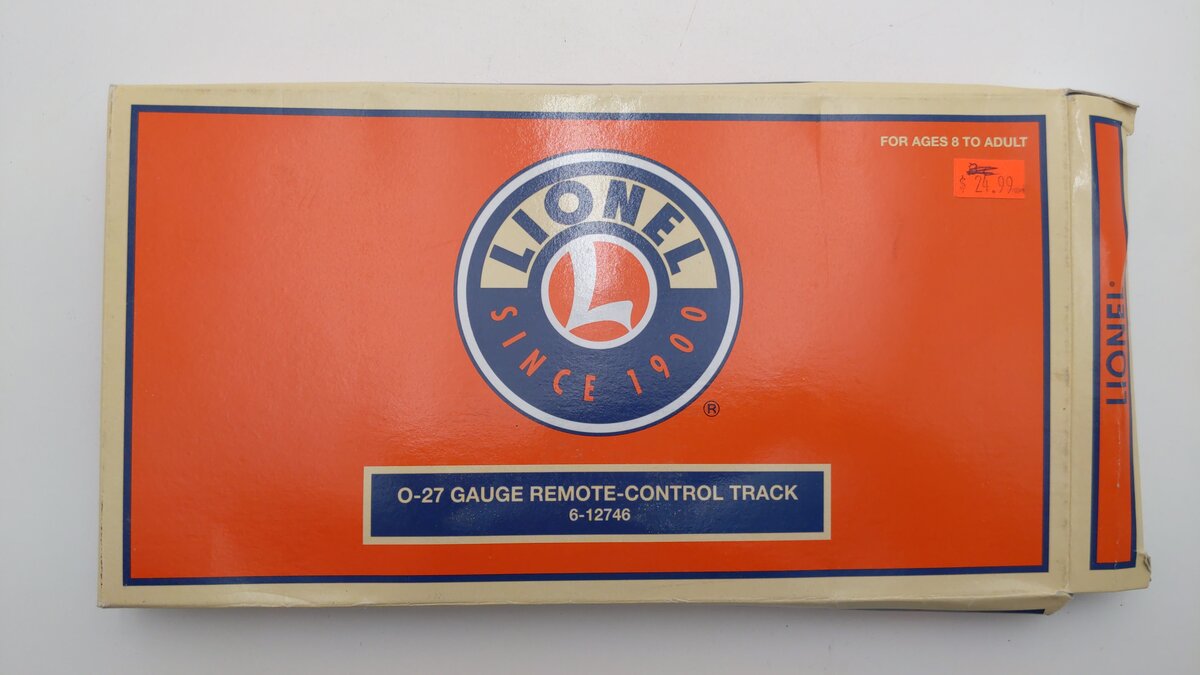 FOR AGES 8 TO ADULT
$ 24.99
LIONEL
L
SINCE 1900
®
O-27 GAUGE REMOTE-CONTROL TRACK
6-12746
LIONEL®